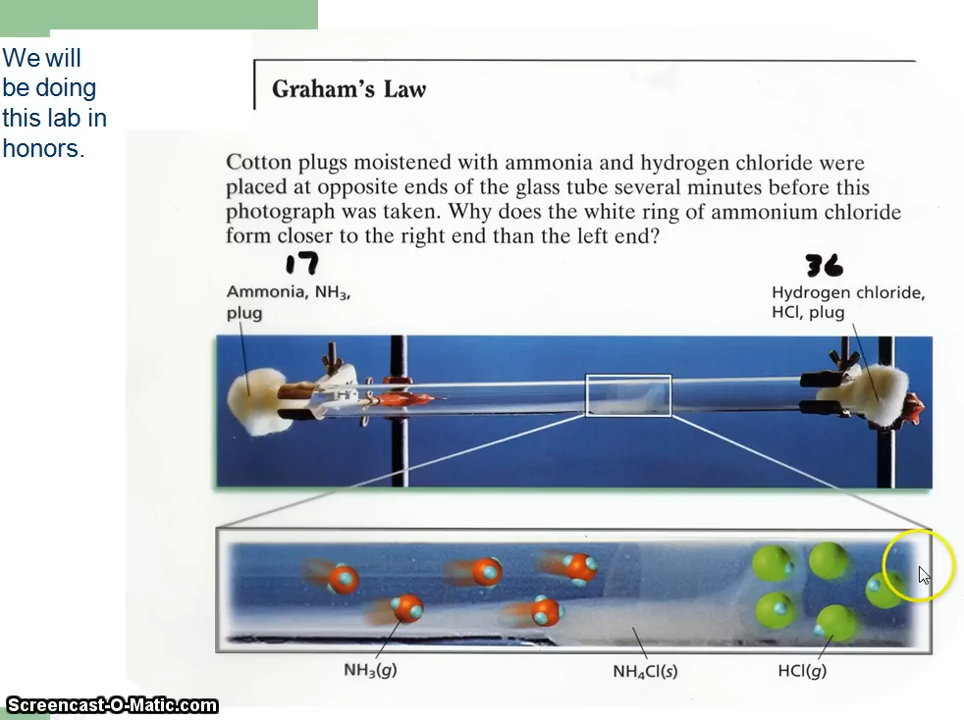 We will
be doing
this lab in
honors.
Graham's Law
Cotton plugs moistened with ammonia and hydrogen chloride were
placed at opposite ends of the glass tube several minutes before this
photograph was taken. Why does the white ring of ammonium chloride
form closer to the right end than the left end?
17
36
Ammonia, NH₃,
plug
Hydrogen chloride,
HCl, plug
NH₃(g)
NH₄Cl(s)
HCl(g)
Screencast-O-Matic.com